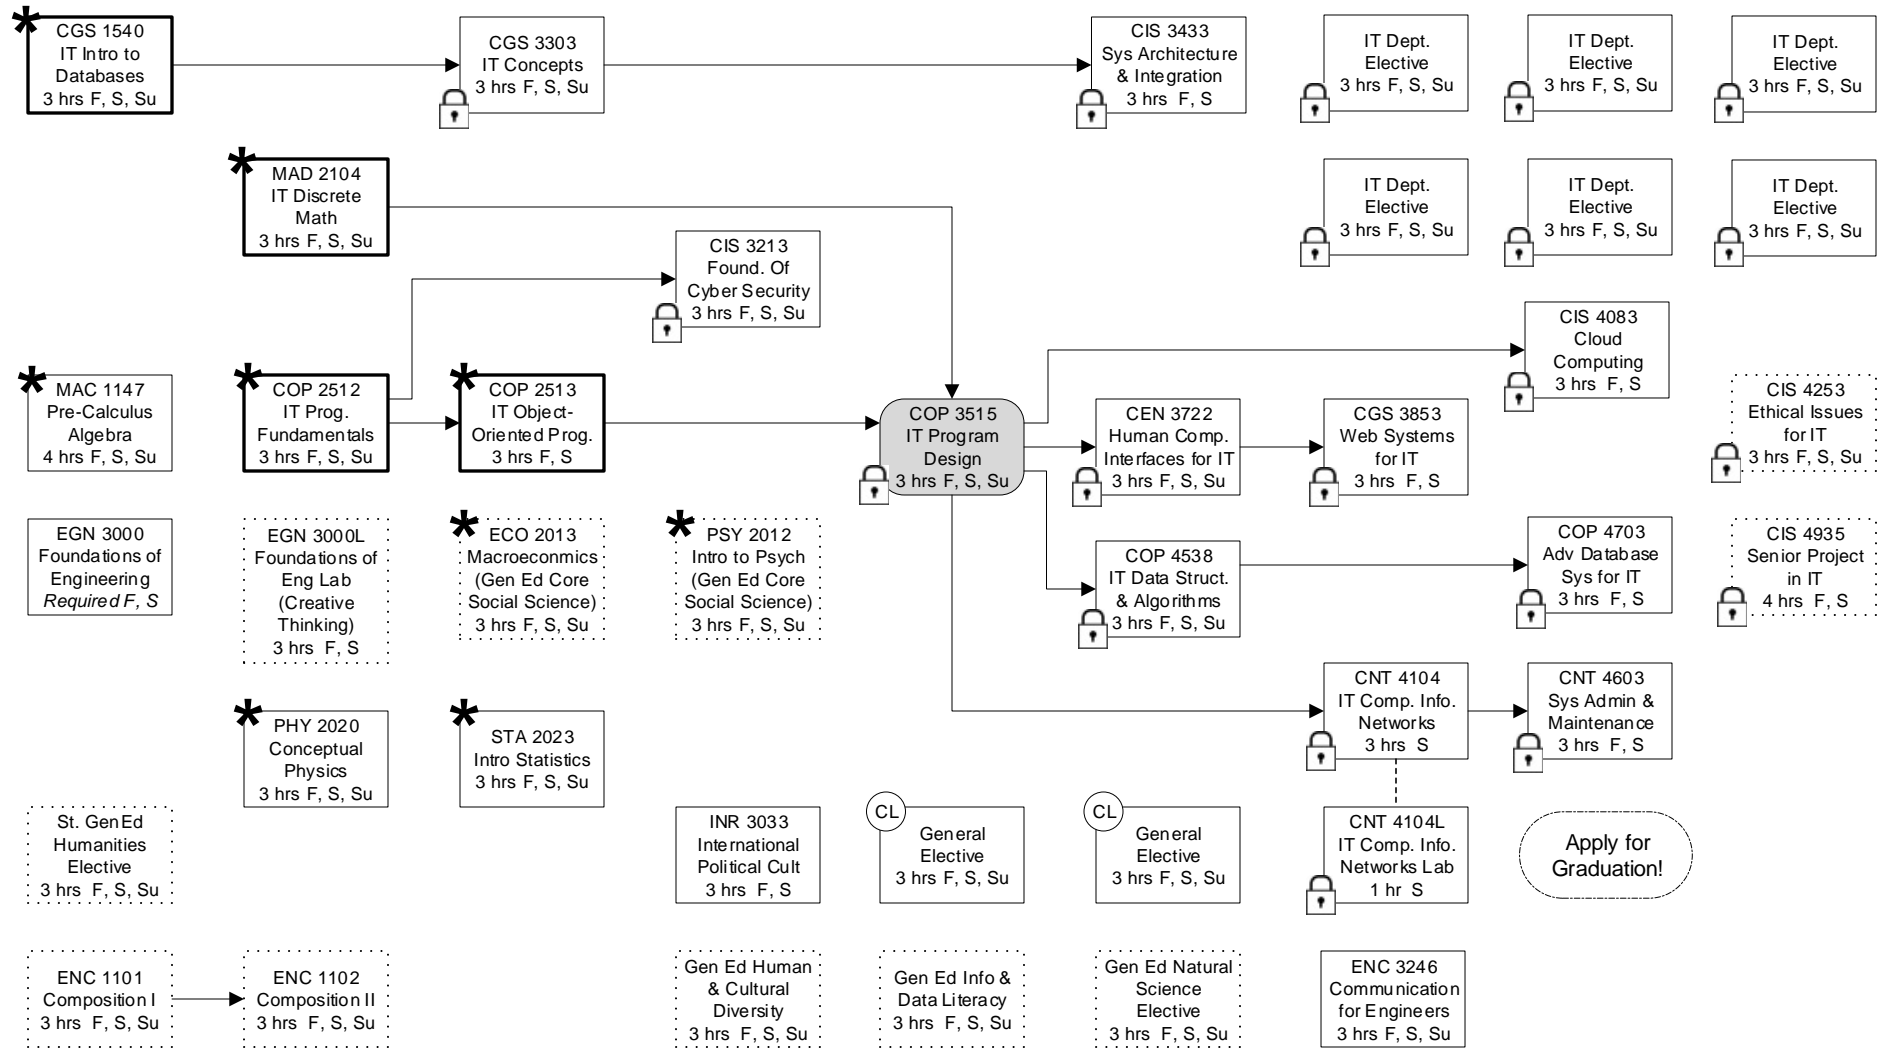 CGS 1540
IT Intro to
Databases
3 hrs F, S, Su
CGS 3303
IT Concepts
3 hrs F, S, Su
CIS 3433
Sys Architecture
& Integration
3 hrs F, S
IT Dept.
Elective
3 hrs F, S, Su
IT Dept.
Elective
3 hrs F, S, Su
IT Dept.
Elective
3 hrs F, S, Su
MAD 2104
IT Discrete
Math
3 hrs F, S, Su
IT Dept.
Elective
3 hrs F, S, Su
IT Dept.
Elective
3 hrs F, S, Su
IT Dept.
Elective
3 hrs F, S, Su
CIS 3213
Found. Of
Cyber Security
3 hrs F, S, Su
CIS 4083
Cloud
Computing
3 hrs F, S
MAC 1147
Pre-Calculus
Algebra
4 hrs F, S, Su
COP 2512
IT Prog.
Fundamentals
3 hrs F, S, Su
COP 2513
IT Object-
Oriented Prog.
3 hrs F, S
COP 3515
IT Program
Design
3 hrs F, S, Su
CEN 3722
Human Comp.
Interfaces for IT
3 hrs F, S, Su
CGS 3853
Web Systems
for IT
3 hrs F, S
CIS 4253
Ethical Issues
for IT
3 hrs F, S, Su
EGN 3000
Foundations of
Engineering
Required F, S
EGN 3000L
Foundations of
Eng Lab
(Creative
Thinking)
3 hrs F, S
ECO 2013
Macroeconmics
(Gen Ed Core
Social Science)
3 hrs F, S, Su
PSY 2012
Intro to Psych
(Gen Ed Core
Social Science)
3 hrs F, S, Su
COP 4538
IT Data Struct.
& Algorithms
3 hrs F, S, Su
COP 4703
Adv Database
Sys for IT
3 hrs F, S
CIS 4935
Senior Project
in IT
4 hrs F, S
PHY 2020
Conceptual
Physics
3 hrs F, S, Su
STA 2023
Intro Statistics
3 hrs F, S, Su
CNT 4104
IT Comp. Info.
Networks
3 hrs S
CNT 4603
Sys Admin &
Maintenance
3 hrs F, S
St. GenEd
Humanities
Elective
3 hrs F, S, Su
INR 3033
International
Political Cult
3 hrs F, S
CL
General
Elective
3 hrs F, S, Su
CL
General
Elective
3 hrs F, S, Su
CNT 4104L
IT Comp. Info.
Networks Lab
1 hr S
Apply for
Graduation!
ENC 1101
Composition I
3 hrs F, S, Su
ENC 1102
Composition II
3 hrs F, S, Su
Gen Ed Human
& Cultural
Diversity
3 hrs F, S, Su
Gen Ed Info &
Data Literacy
3 hrs F, S, Su
Gen Ed Natural
Science
Elective
3 hrs F, S, Su
ENC 3246
Communication
for Engineers
3 hrs F, S, Su